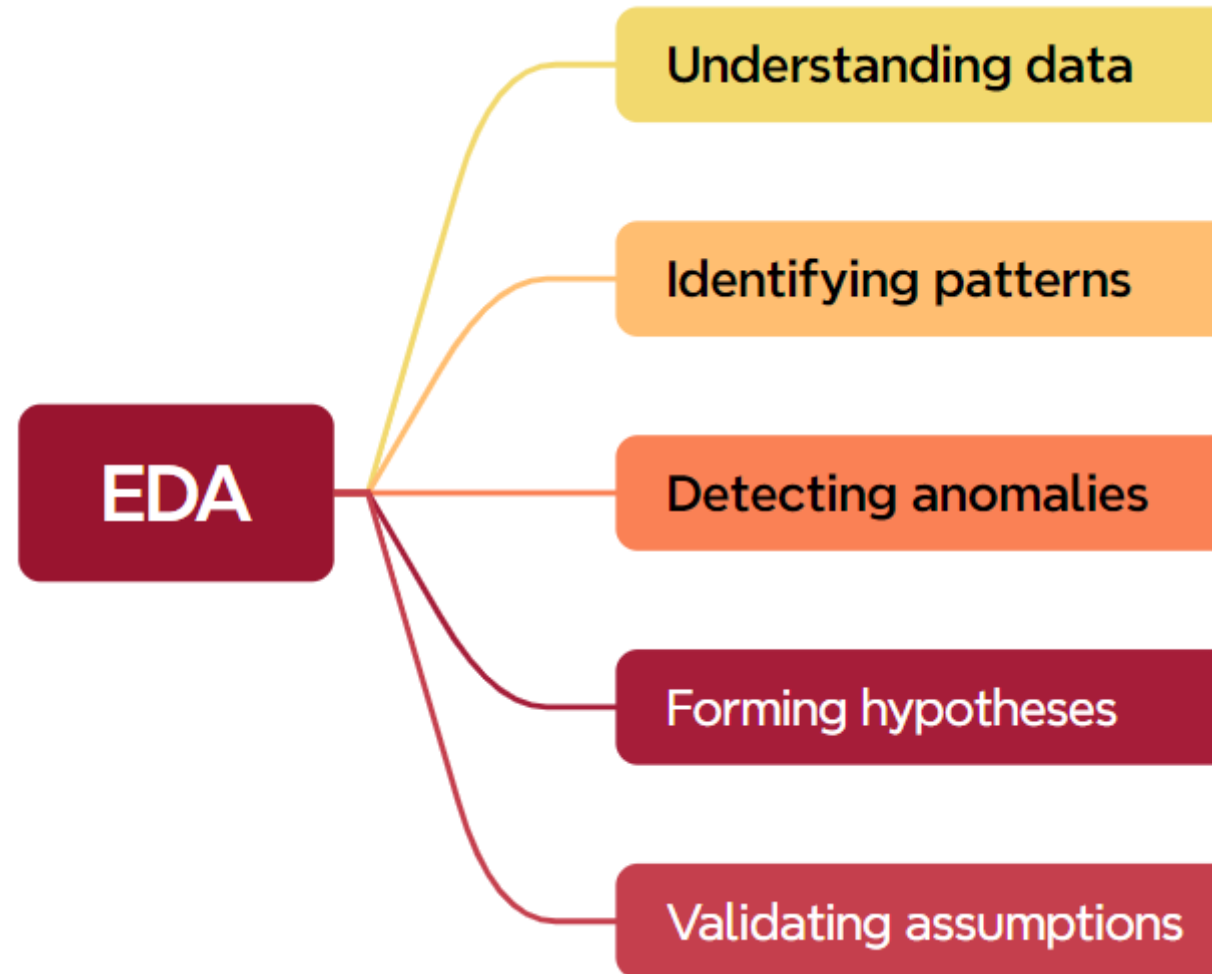 Understanding data
Identifying patterns
EDA
Detecting anomalies
Forming hypotheses
Validating assumptions